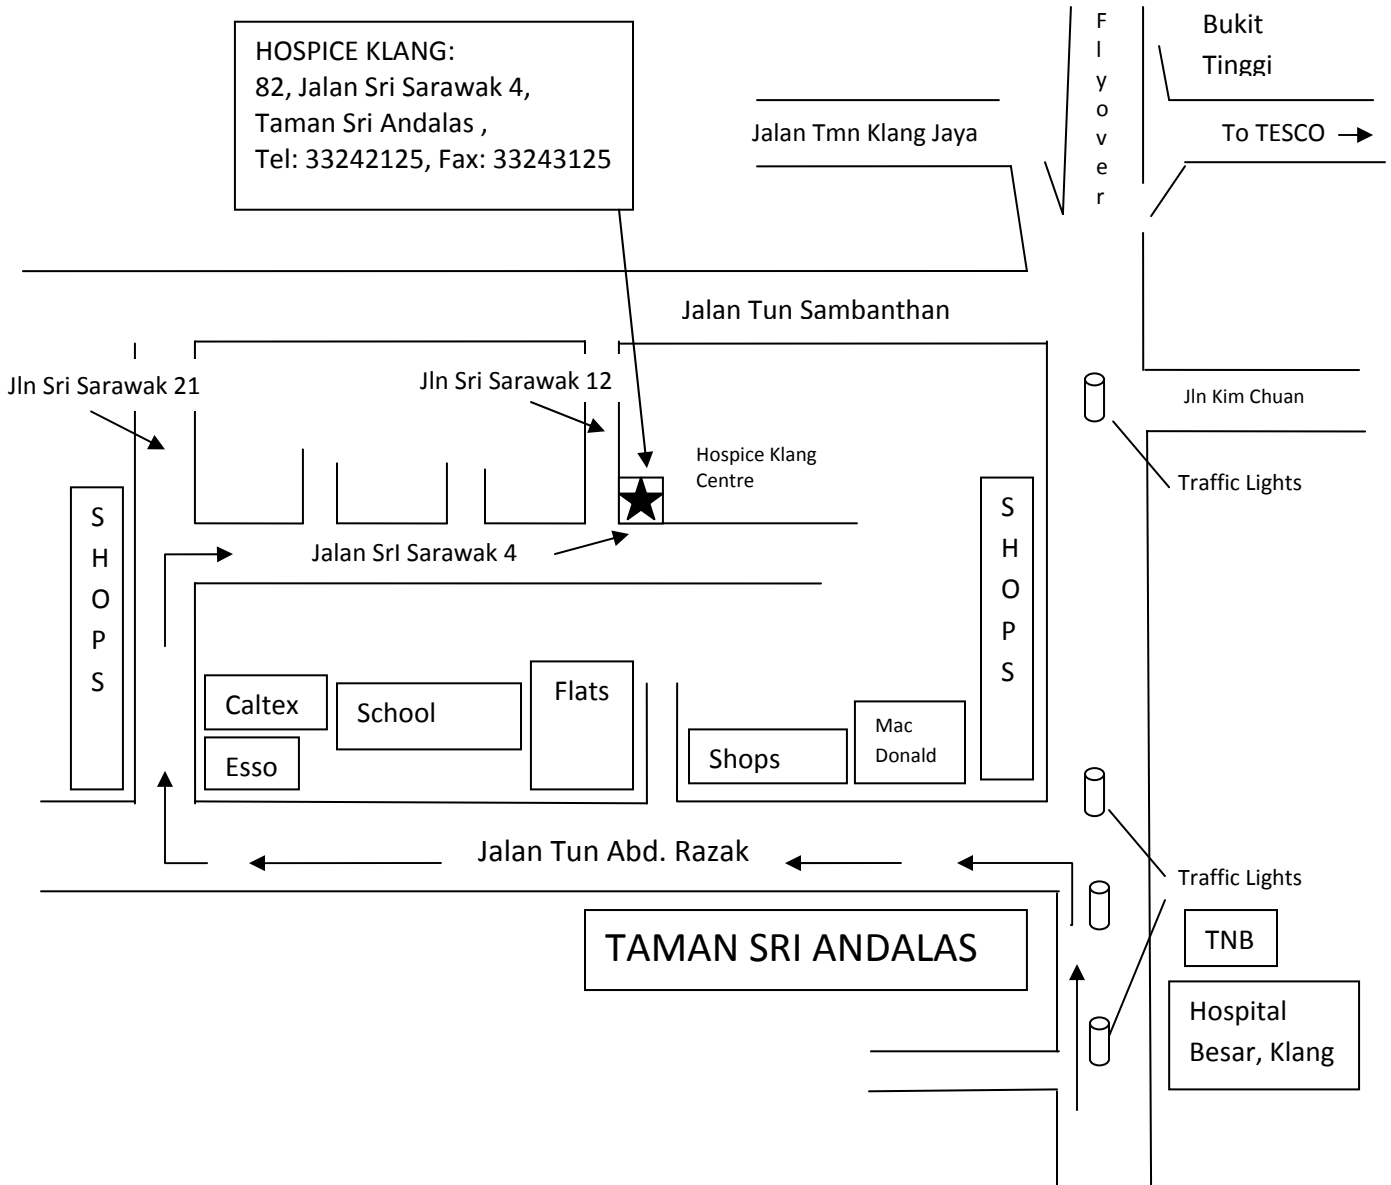 HOSPICE KLANG:
82, Jalan Sri Sarawak 4,
Taman Sri Andalas ,
Tel: 33242125, Fax: 33243125
Flyover
Bukit
Tinggi
Jalan Tmn Klang Jaya
To TESCO
Jalan Tun Sambanthan
Jln Sri Sarawak 21
Jln Sri Sarawak 12
Jln Kim Chuan
Hospice Klang
Centre
Traffic Lights
SHOPS
SHOPS
Jalan SrI Sarawak 4
Caltex
School
Flats
Esso
Shops
Mac
Donald
Jalan Tun Abd. Razak
Traffic Lights
TAMAN SRI ANDALAS
TNB
Hospital
Besar, Klang